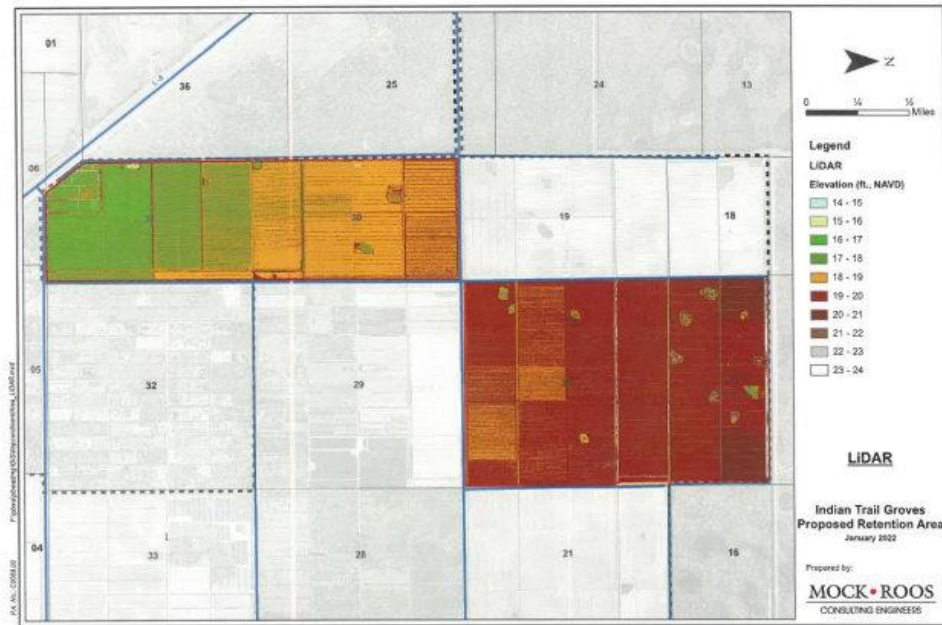 01
36
25
24
13
L-8
06
30
19
18
05
32
29
04
33
28
21
16
N
0 ¼ ½
Miles
Legend
LiDAR
Elevation (ft., NAVD)
14 - 15
15 - 16
16 - 17
17 - 18
18 - 19
19 - 20
20 - 21
21 - 22
22 - 23
23 - 24
LiDAR
Indian Trail Groves
Proposed Retention Area
January 2022
Prepared by:
MOCK•ROOS
CONSULTING ENGINEERS